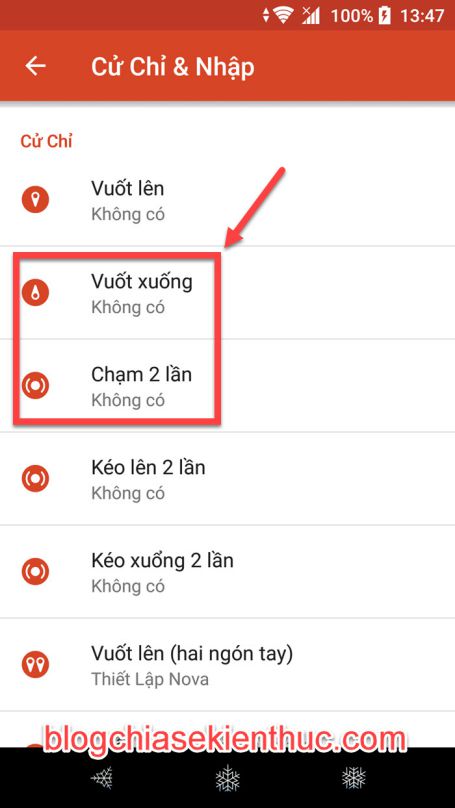 100% 13:47
Cử Chỉ & Nhập
Cử Chỉ
Vuốt lên
Không có
Vuốt xuống
Không có
Chạm 2 lần
Không có
Kéo lên 2 lần
Không có
Kéo xuổng 2 lần
Không có
Vuốt lên (hai ngón tay)
Thiết Lập Nova
blogchiasekienthuc.com